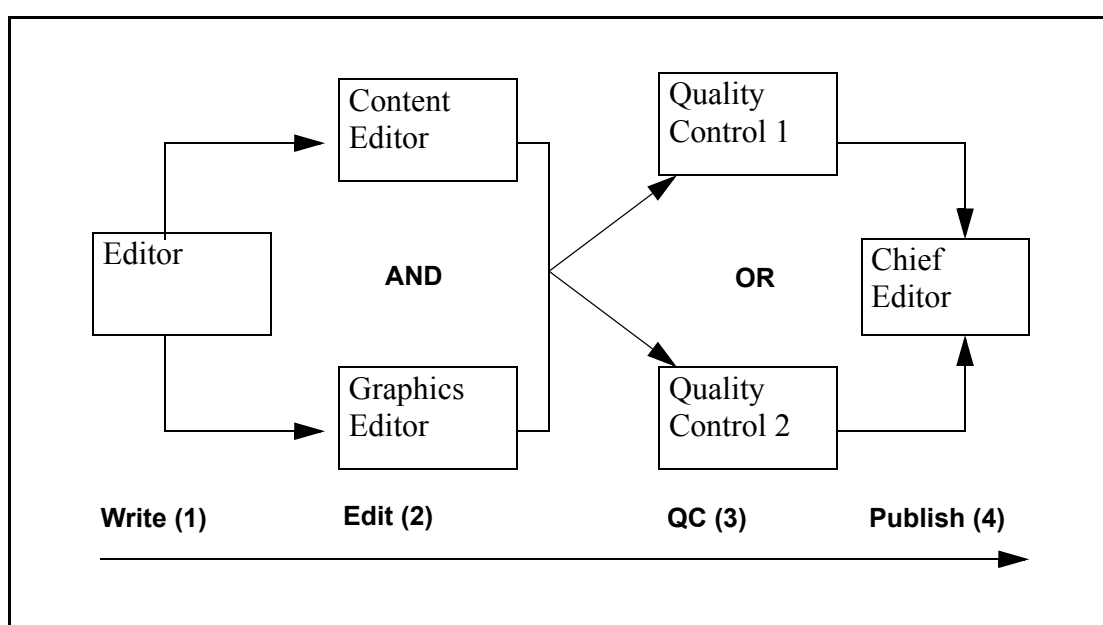 Content
Editor
Quality
Control 1
Editor
AND
OR
Chief
Editor
Graphics
Editor
Quality
Control 2
Write (1)
Edit (2)
QC (3)
Publish (4)